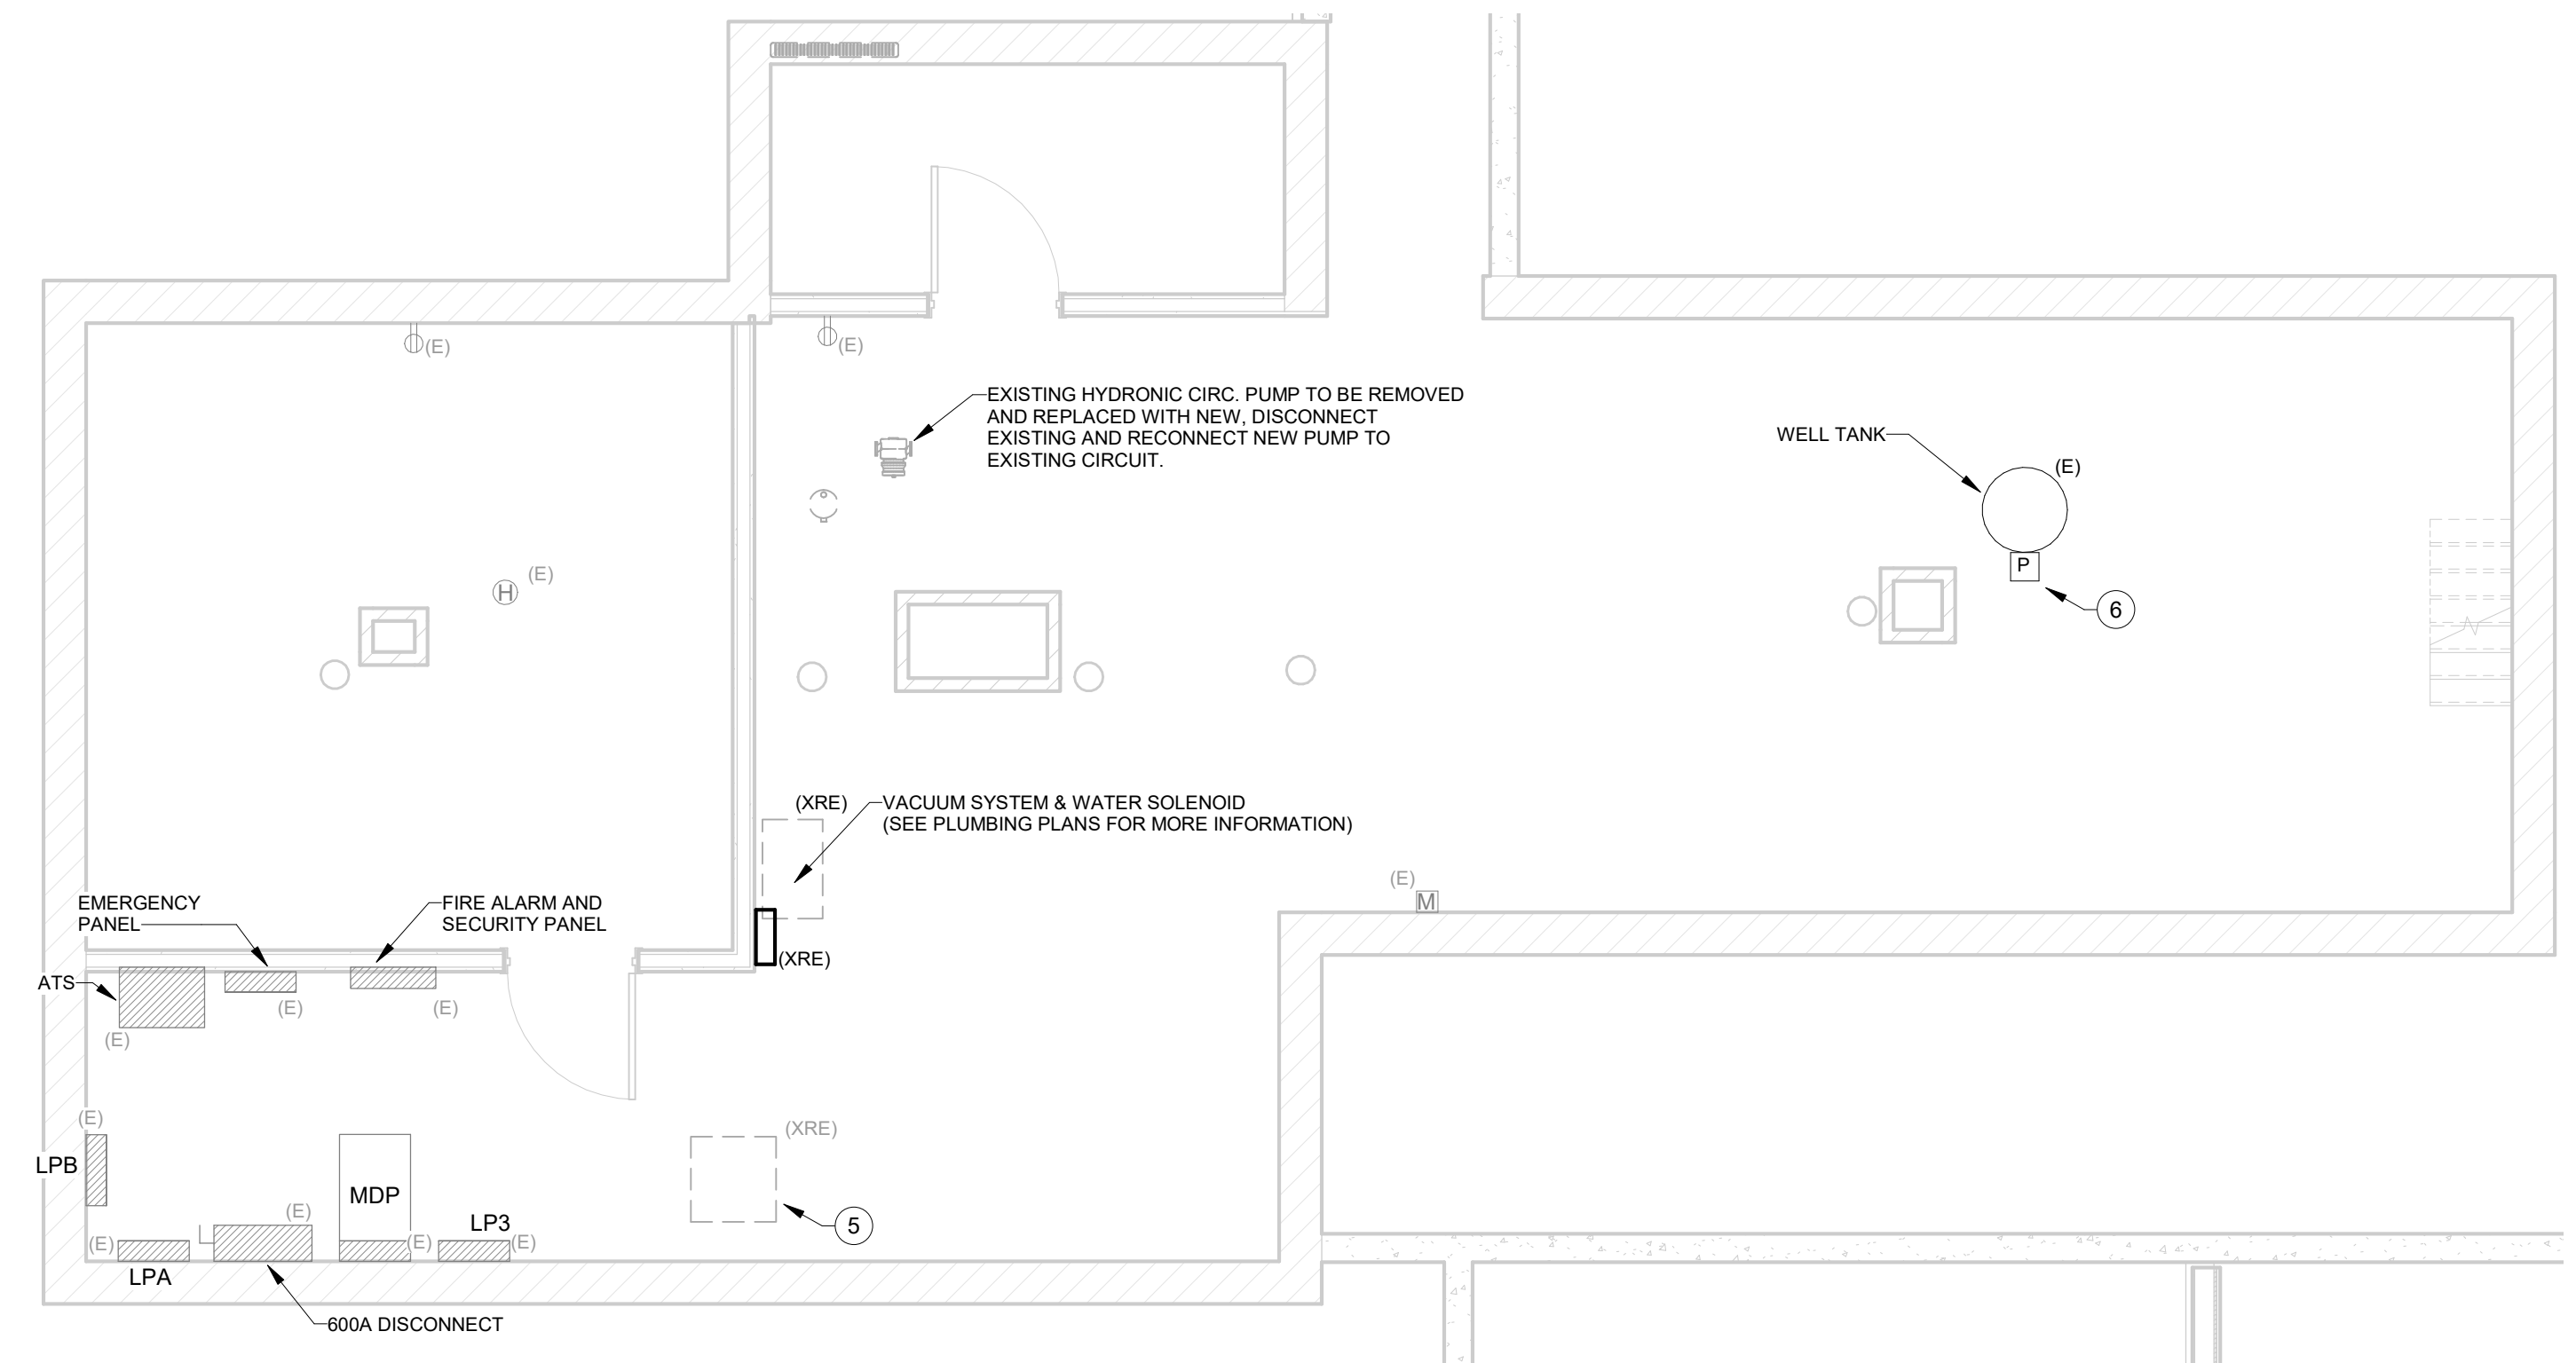 (E)
(E)
EXISTING HYDRONIC CIRC. PUMP TO BE REMOVED
AND REPLACED WITH NEW, DISCONNECT
EXISTING AND RECONNECT NEW PUMP TO
EXISTING CIRCUIT.
WELL TANK
(E)
P
6
H
(E)
(XRE)
VACUUM SYSTEM & WATER SOLENOID
(SEE PLUMBING PLANS FOR MORE INFORMATION)
(XRE)
(E)
M
EMERGENCY
PANEL
FIRE ALARM AND
SECURITY PANEL
ATS
(E)
(E)
(E)
(E)
LPB
MDP
(E)
(E)
LP3
(E)
(E)
LPA
600A DISCONNECT
(XRE)
5